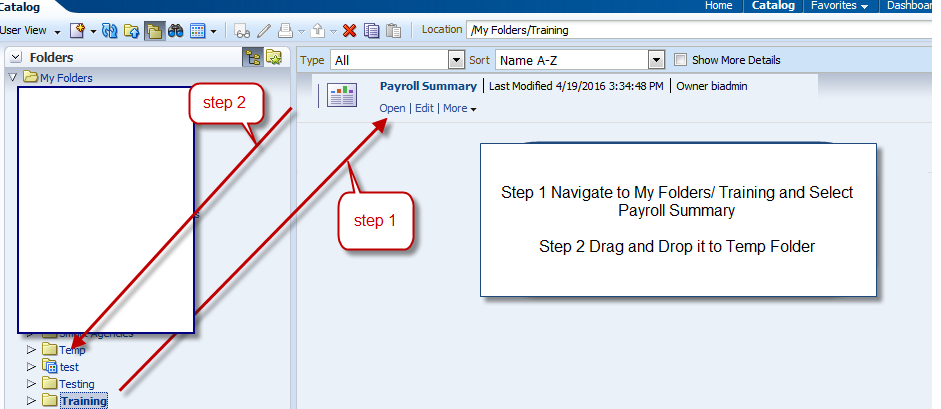 Catalog
Home Catalog Favorites Dashboa
User View
Location /My Folders/Training
Folders
Type All Sort Name A-Z Show More Details
My Folders
Payroll Summary | Last Modified 4/19/2016 3:34:48 PM | Owner biadmin
Open | Edit | More
step 2
step 1
Step 1 Navigate to My Folders/ Training and Select
Payroll Summary
Step 2 Drag and Drop it to Temp Folder
Temp
test
Testing
Training